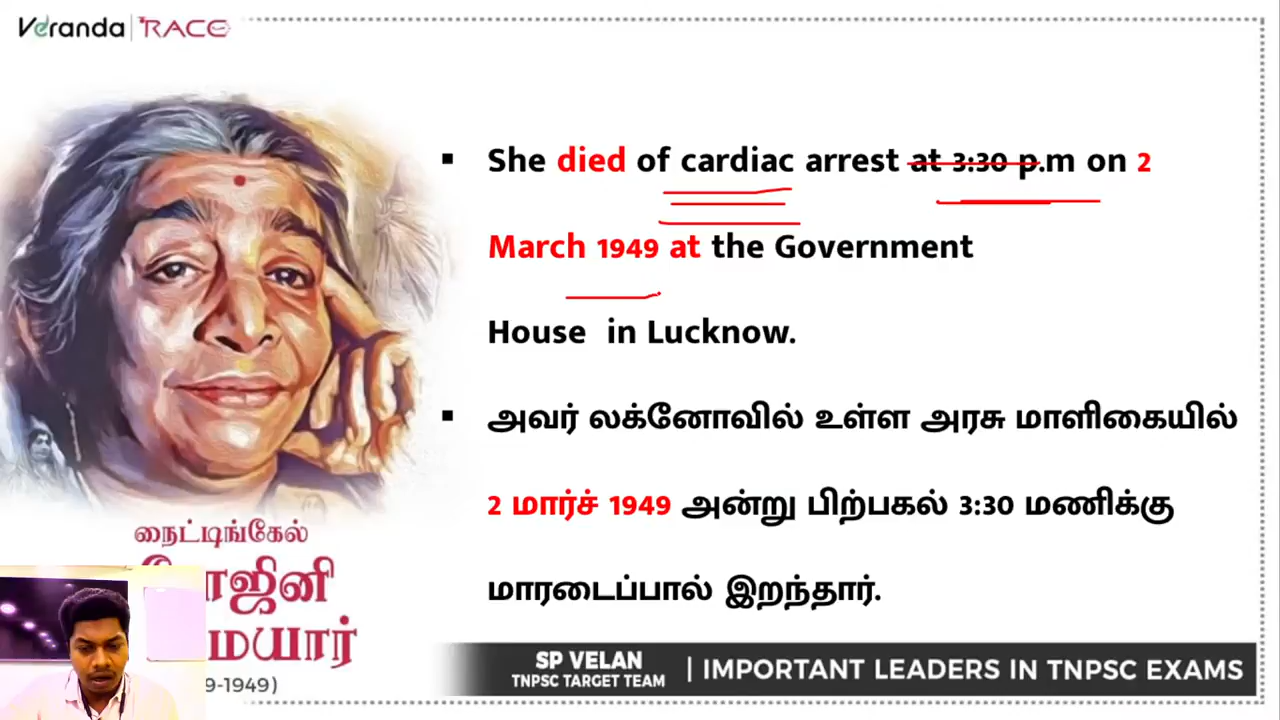 Veranda RACE
She died of cardiac arrest at 3:30 p.m on 2
March 1949 at the Government
House in Lucknow.
அவர் லக்னோவில் உள்ள அரசு மாளிகையில்
2 மார்ச் 1949 அன்று பிற்பகல் 3:30 மணிக்கு
மாரடைப்பால் இறந்தார்.
நைட்டிங்கேல்
ஜினி
மையார்
9-1949)
SP VELAN
TNPSC TARGET TEAM
IMPORTANT LEADERS IN TNPSC EXAMS